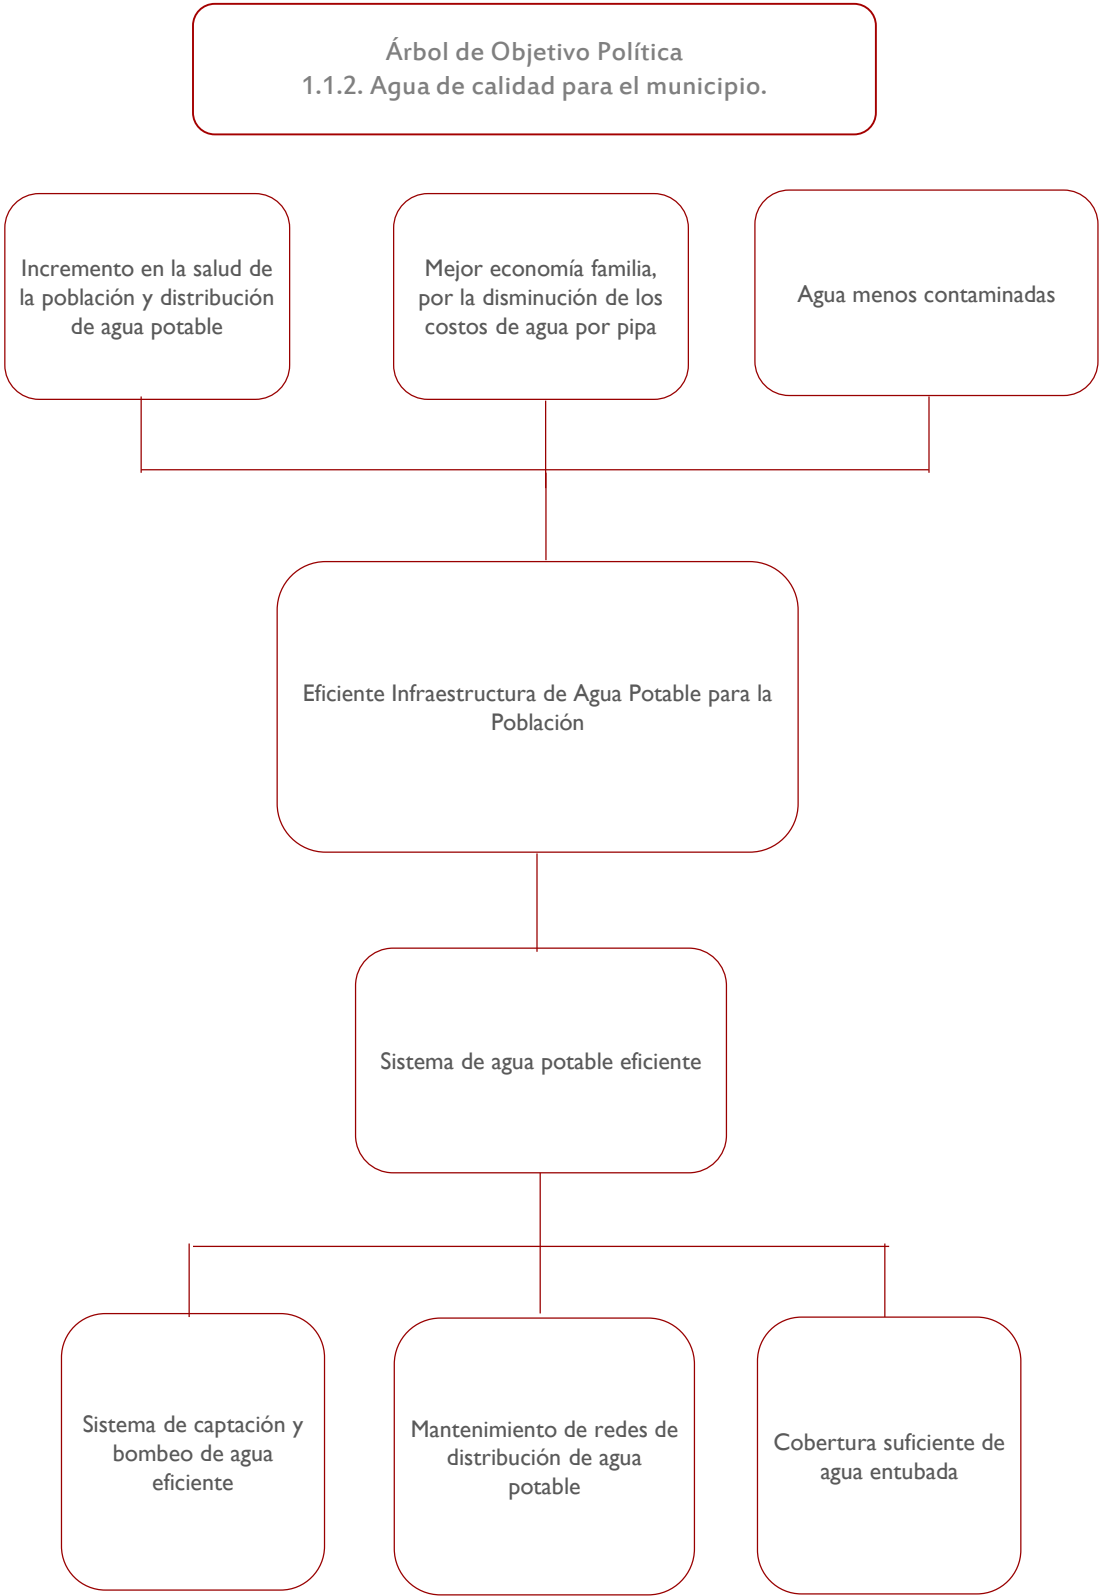 Árbol de Objetivo Política
1.1.2. Agua de calidad para el municipio.
Incremento en la salud de
la población y distribución
de agua potable
Mejor economía familia,
por la disminución de los
costos de agua por pipa
Agua menos contaminadas
Eficiente Infraestructura de Agua Potable para la
Población
Sistema de agua potable eficiente
Sistema de captación y
bombeo de agua
eficiente
Mantenimiento de redes de
distribución de agua
potable
Cobertura suficiente de
agua entubada